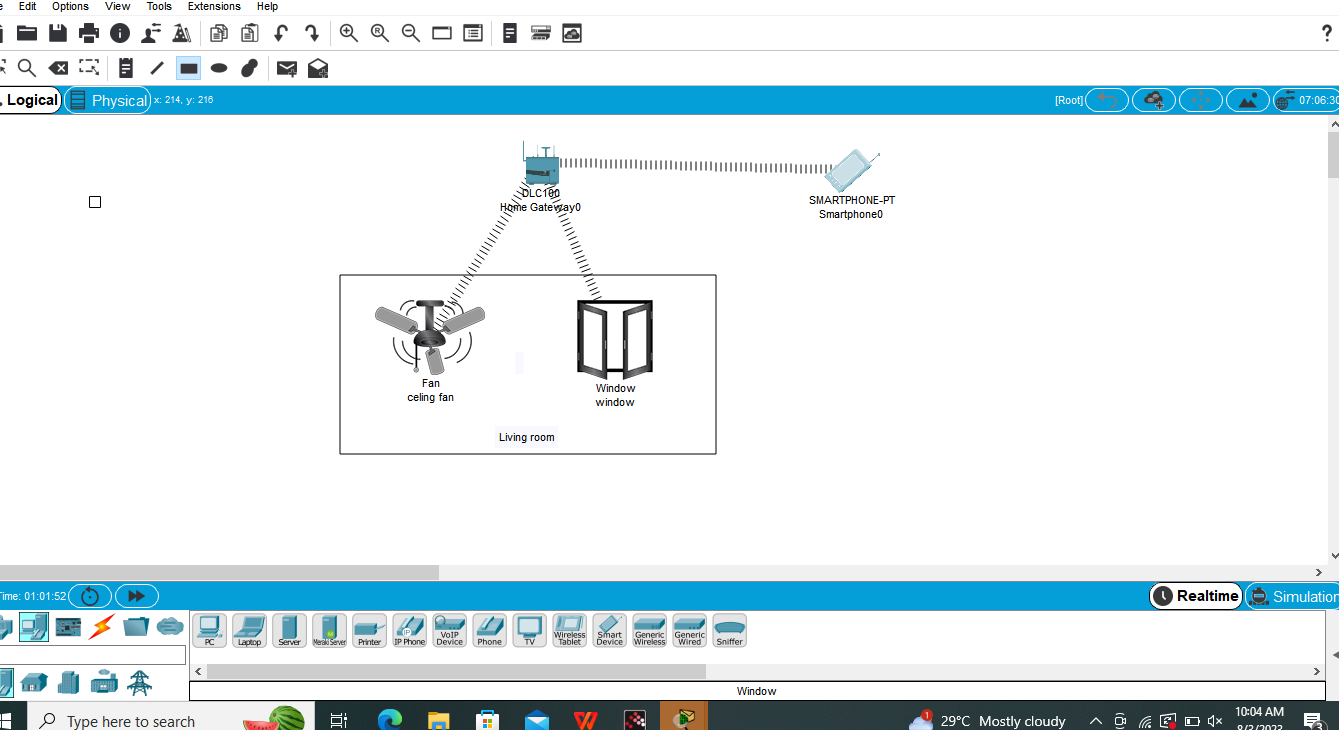 Edit Options View Tools Extensions Help
?
Logical Physical x: 214, y: 216 [Root] 07:06:30
DLC100
Home Gateway0
SMARTPHONE-PT
Smartphone0
Fan
celing fan
Window
window
Living room
Time: 01:01:52 Realtime Simulation
PC Laptop Server Meraki Server Printer IP Phone VoIP Device Phone TV Wireless Tablet Smart Device Generic Wireless Generic Wired Sniffer
Window
Type here to search 1 29°C Mostly cloudy 10:04 AM
3